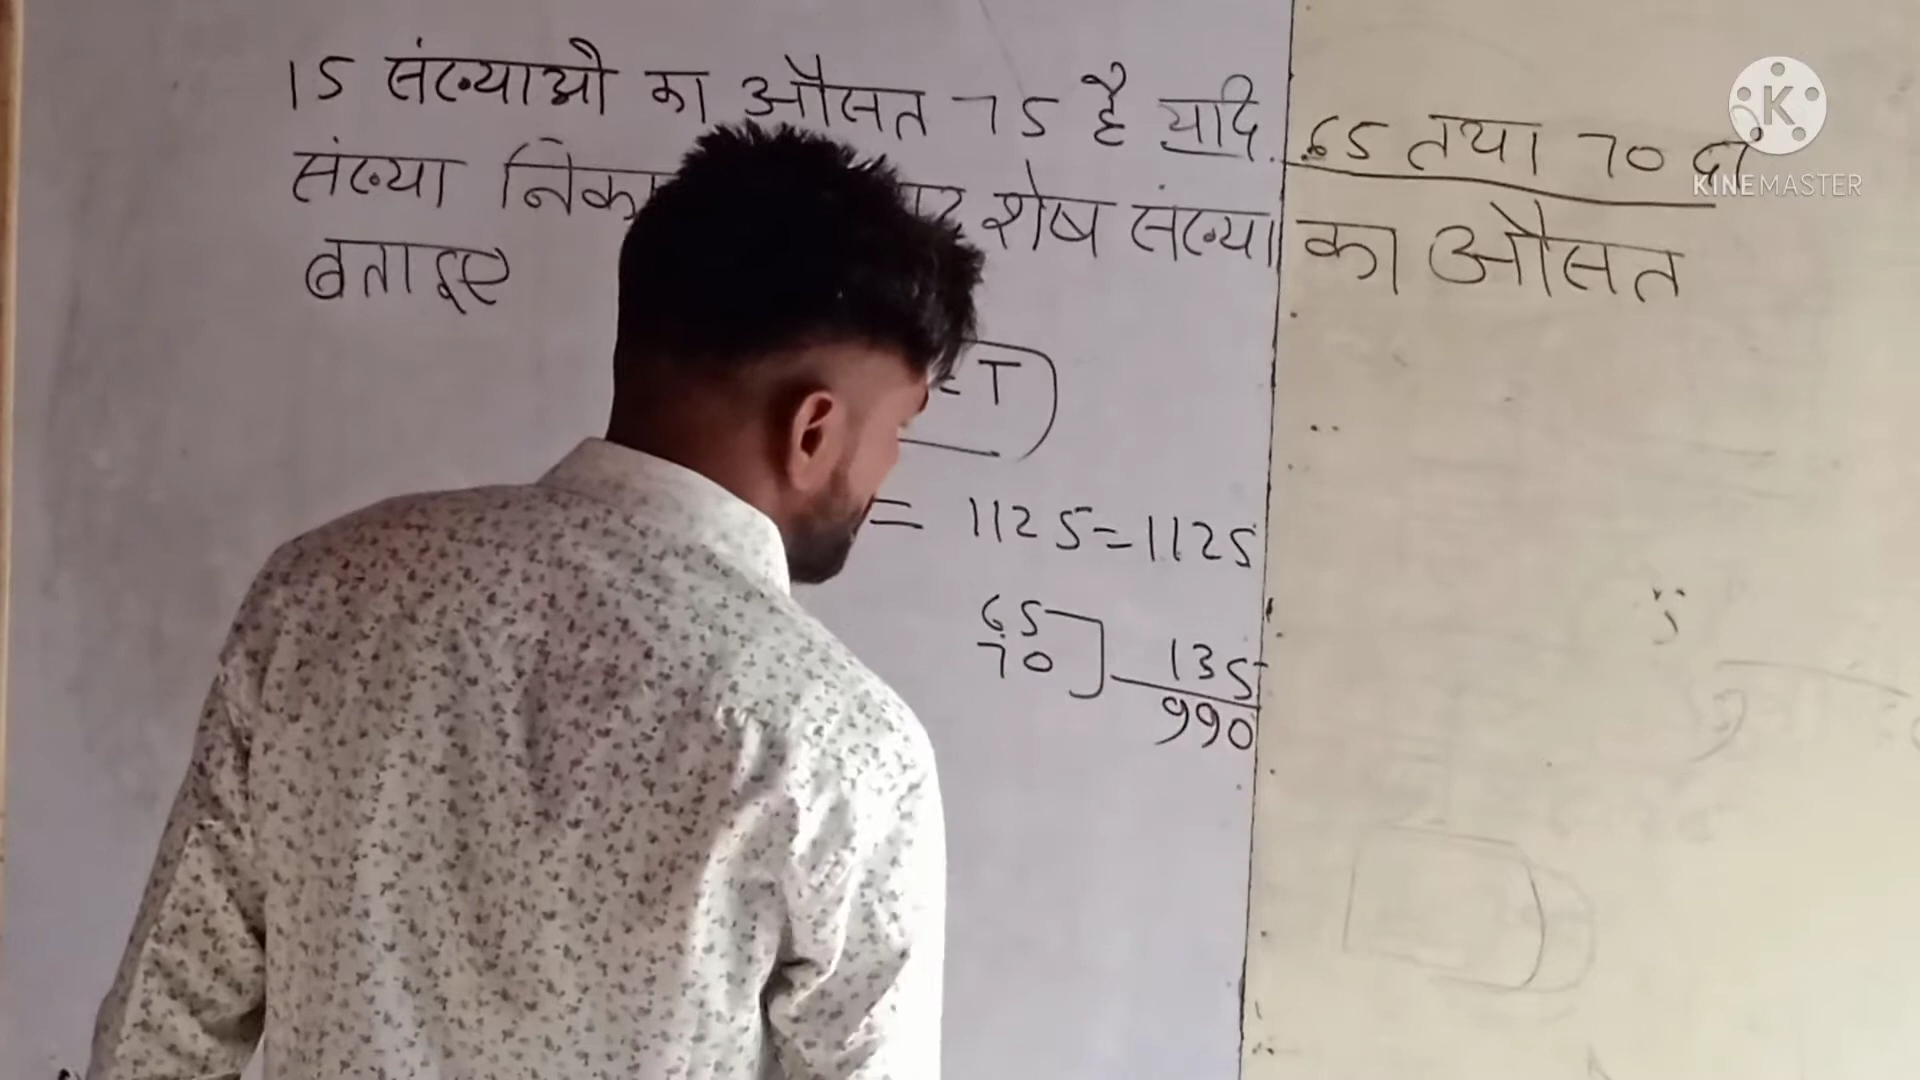 15 संख्याओ का औसत 75 है यदि 65 तथा 70 दो
संख्या शेष संख्या का औसत
बताइए
= T
= 1125 = 1125
65
70
135
990
K
KINEMASTER